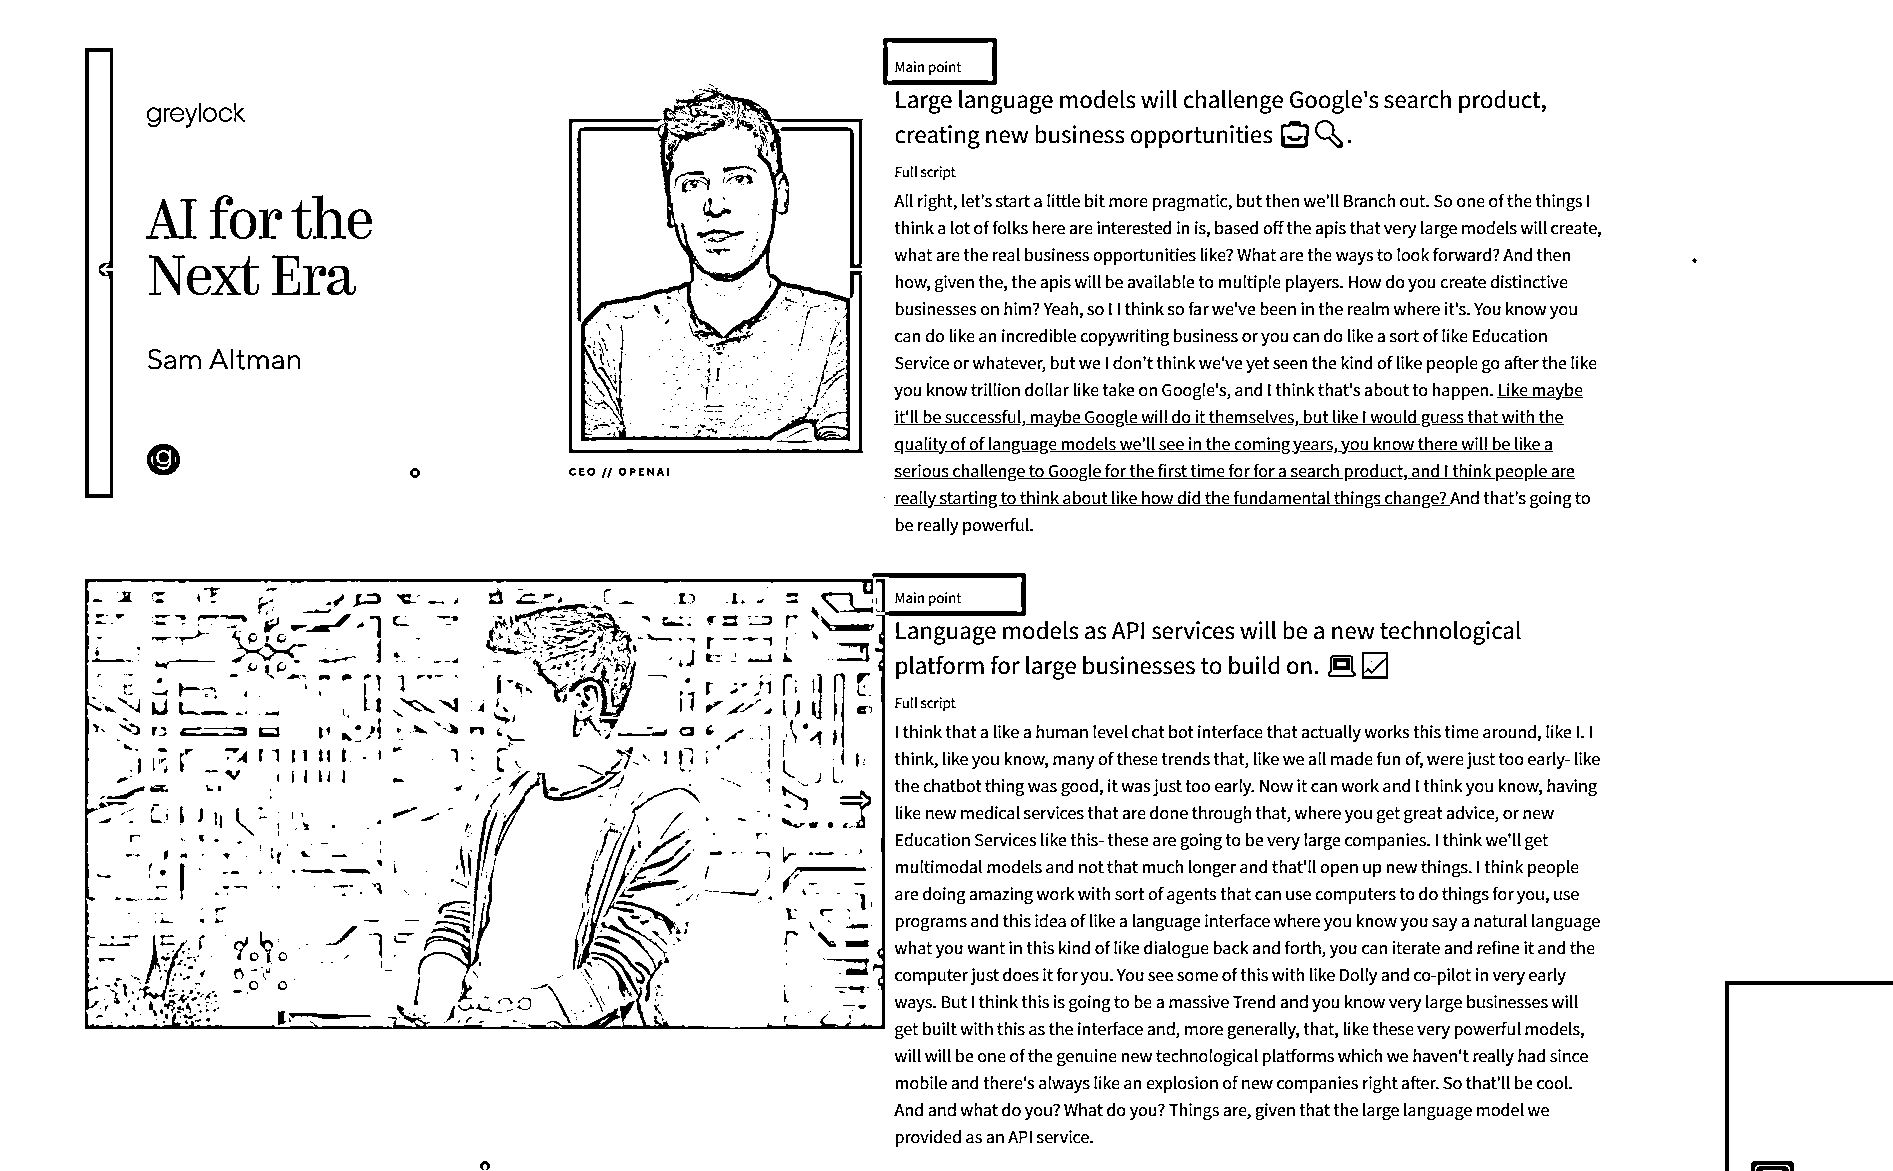 greylock
AI for the
Next Era
Sam Altman
g
CEO // OPENAI
Main point
Large language models will challenge Google's search product,
creating new business opportunities 💼🔍.
Full script
All right, let's start a little bit more pragmatic, but then we'll Branch out. So one of the things I
think a lot of folks here are interested in is, based off the apis that very large models will create,
what are the real business opportunities like? What are the ways to look forward? And then
how, given the, the apis will be available to multiple players. How do you create distinctive
businesses on him? Yeah, so I I think so far we've been in the realm where it's. You know you
can do like an incredible copywriting business or you can do like a sort of like Education
Service or whatever, but we I don't think we've yet seen the kind of like people go after the like
you know trillion dollar like take on Google's, and I think that's about to happen. Like maybe
it'll be successful, maybe Google will do it themselves, but like I would guess that with the
quality of of language models we'll see in the coming years, you know there will be like a
serious challenge to Google for the first time for for a search product, and I think people are
really starting to think about like how did the fundamental things change? And that's going to
be really powerful.
Main point
Language models as API services will be a new technological
platform for large businesses to build on. 💻✅
Full script
I think that a like a human level chat bot interface that actually works this time around, like I. I
think, like you know, many of these trends that, like we all made fun of, were just too early- like
the chatbot thing was good, it was just too early. Now it can work and I think you know, having
like new medical services that are done through that, where you get great advice, or new
Education Services like this- these are going to be very large companies. I think we'll get
multimodal models and not that much longer and that'll open up new things. I think people
are doing amazing work with sort of agents that can use computers to do things for you, use
programs and this idea of like a language interface where you know you say a natural language
what you want in this kind of like dialogue back and forth, you can iterate and refine it and the
computer just does it for you. You see some of this with like Dolly and co-pilot in very early
ways. But I think this is going to be a massive Trend and you know very large businesses will
get built with this as the interface and, more generally, that, like these very powerful models,
will will be one of the genuine new technological platforms which we haven't really had since
mobile and there's always like an explosion of new companies right after. So that'll be cool.
And and what do you? What do you? Things are, given that the large language model we
provided as an API service.